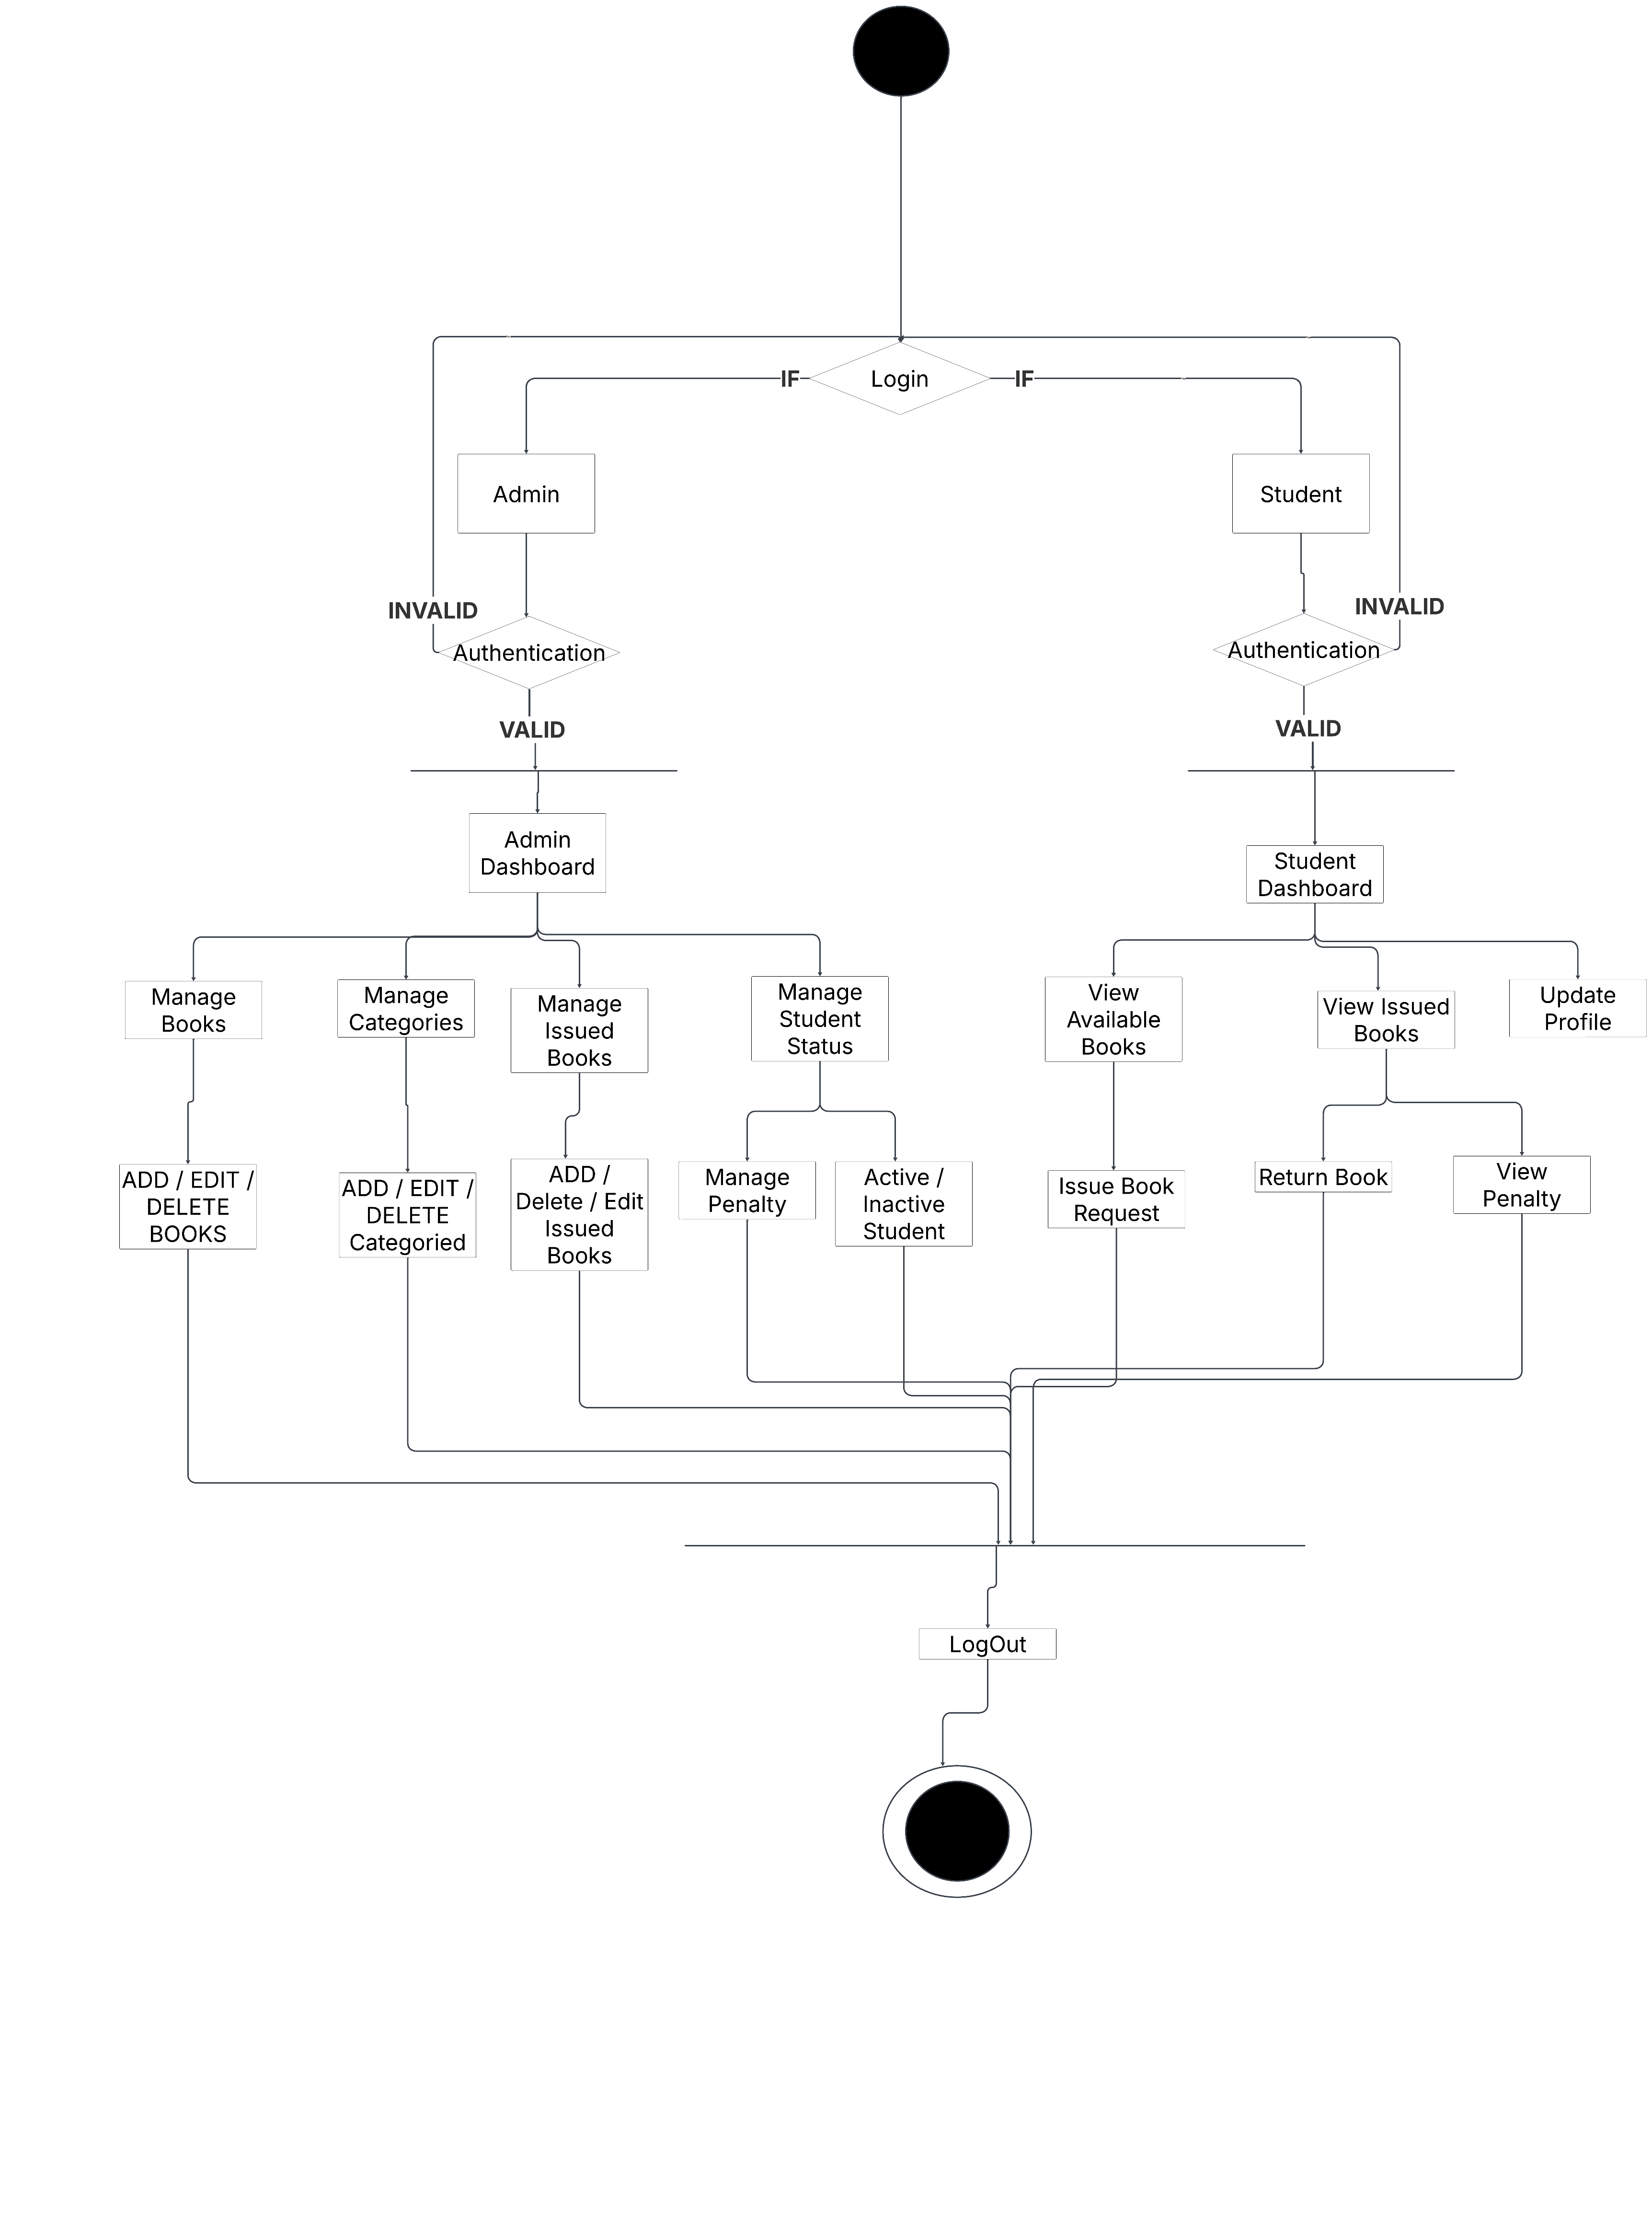 Login
IF
IF
Admin
Student
INVALID
INVALID
Authentication
Authentication
VALID
VALID
Admin
Dashboard
Student
Dashboard
Manage
Books
Manage
Categories
Manage
Issued
Books
Manage
Student
Status
View
Available
Books
View Issued
Books
Update
Profile
ADD / EDIT /
DELETE
BOOKS
ADD / EDIT /
DELETE
Categoried
ADD /
Delete / Edit
Issued
Books
Manage
Penalty
Active /
Inactive
Student
Issue Book
Request
Return Book
View
Penalty
LogOut